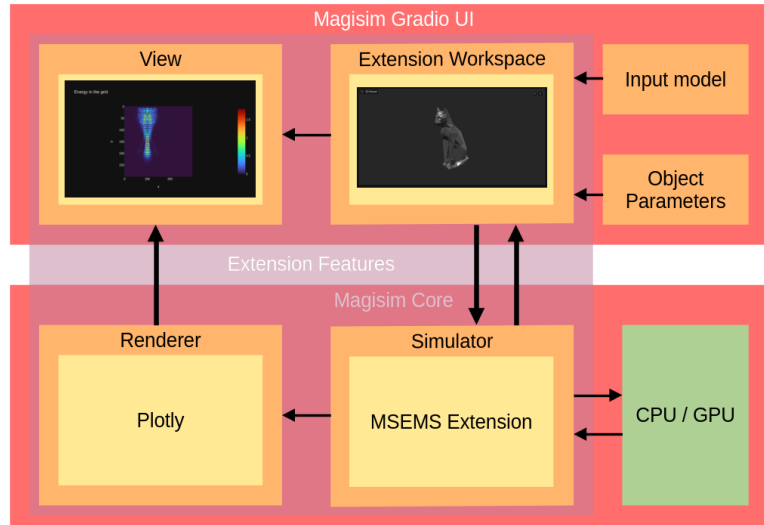 Magisim Gradio UI
View
Energy in the grid
Extension Workspace
Input model
Object
Parameters
Extension Features
Magisim Core
Renderer
Plotly
Simulator
MSEMS Extension
CPU / GPU